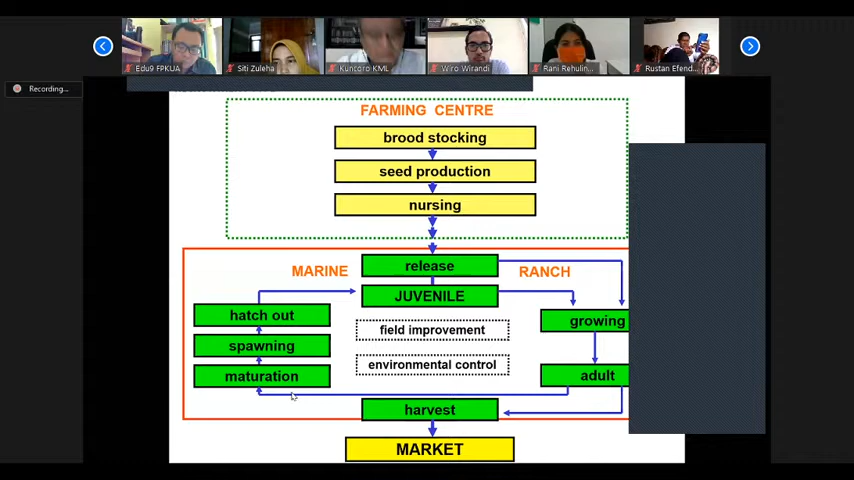 Edu9 FPKUA
Siti Zuleha
Kuncoro KML
Wiro Wirandi
Rani Rehulin...
Rustan Efend...
Recording...
FARMING CENTRE
brood stocking
seed production
nursing
MARINE
release
RANCH
JUVENILE
hatch out
field improvement
growing
spawning
environmental control
maturation
adult
harvest
MARKET